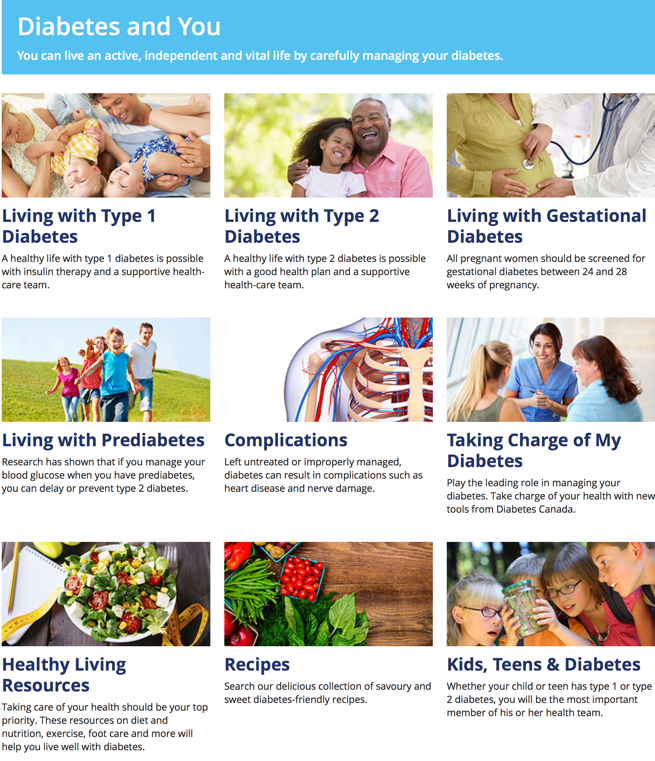 Diabetes and You
You can live an active, independent and vital life by carefully managing your diabetes.
Living with Type 1
Diabetes
A healthy life with type 1 diabetes is possible
with insulin therapy and a supportive health-
care team.
Living with Type 2
Diabetes
A healthy life with type 2 diabetes is possible
with a good health plan and a supportive
health-care team.
Living with Gestational
Diabetes
All pregnant women should be screened for
gestational diabetes between 24 and 28
weeks of pregnancy.
Living with Prediabetes
Research has shown that if you manage your
blood glucose when you have prediabetes,
you can delay or prevent type 2 diabetes.
Complications
Left untreated or improperly managed,
diabetes can result in complications such as
heart disease and nerve damage.
Taking Charge of My
Diabetes
Play the leading role in managing your
diabetes. Take charge of your health with new
tools from Diabetes Canada.
Healthy Living
Resources
Taking care of your health should be your top
priority. These resources on diet and
nutrition, exercise, foot care and more will
help you live well with diabetes.
Recipes
Search our delicious collection of savoury and
sweet diabetes-friendly recipes.
Kids, Teens & Diabetes
Whether your child or teen has type 1 or type
2 diabetes, you will be the most important
member of his or her health team.